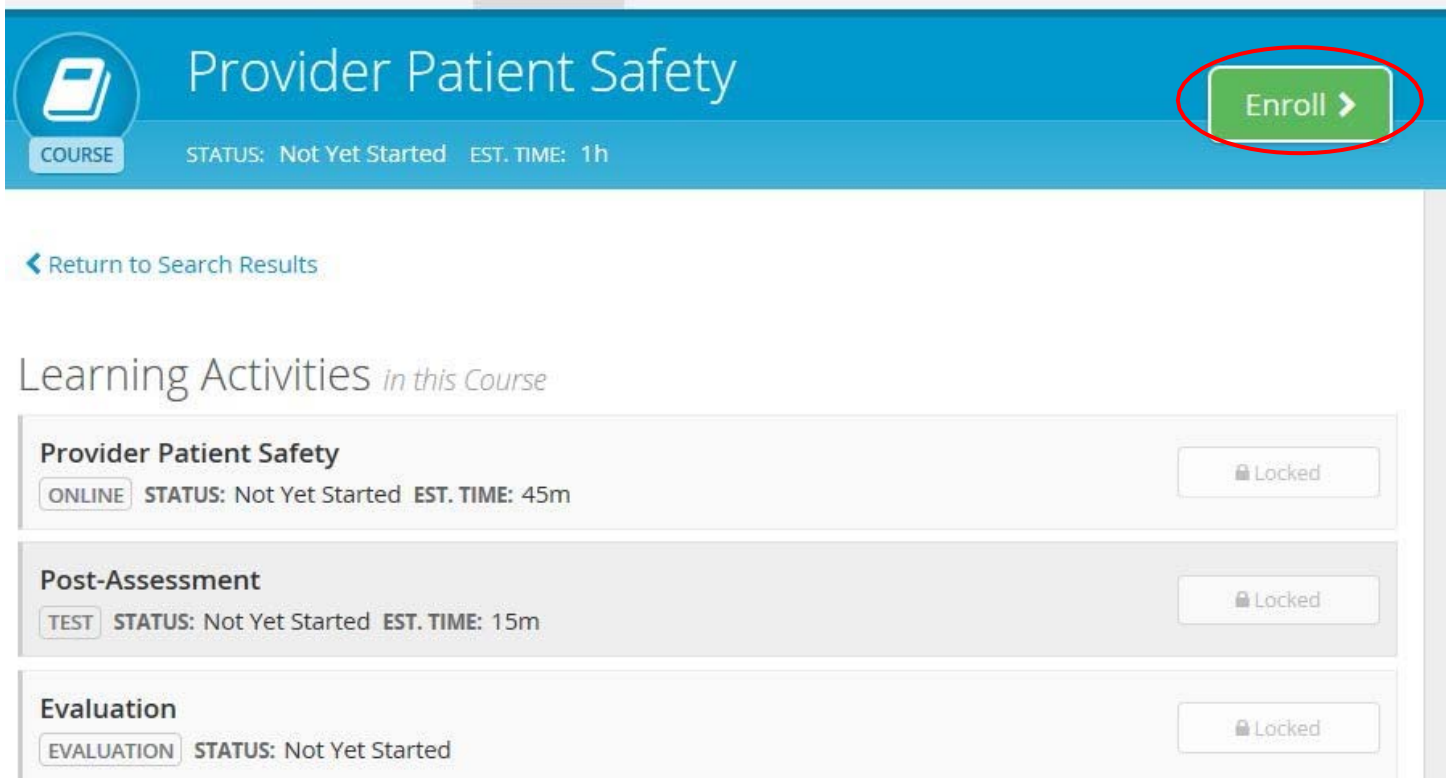 Provider Patient Safety
Enroll
COURSE
STATUS: Not Yet Started EST. TIME: 1h
Return to Search Results
Learning Activities in this Course
Provider Patient Safety
ONLINE STATUS: Not Yet Started EST. TIME: 45m
Locked
Post-Assessment
TEST STATUS: Not Yet Started EST. TIME: 15m
Locked
Evaluation
EVALUATION STATUS: Not Yet Started
Locked